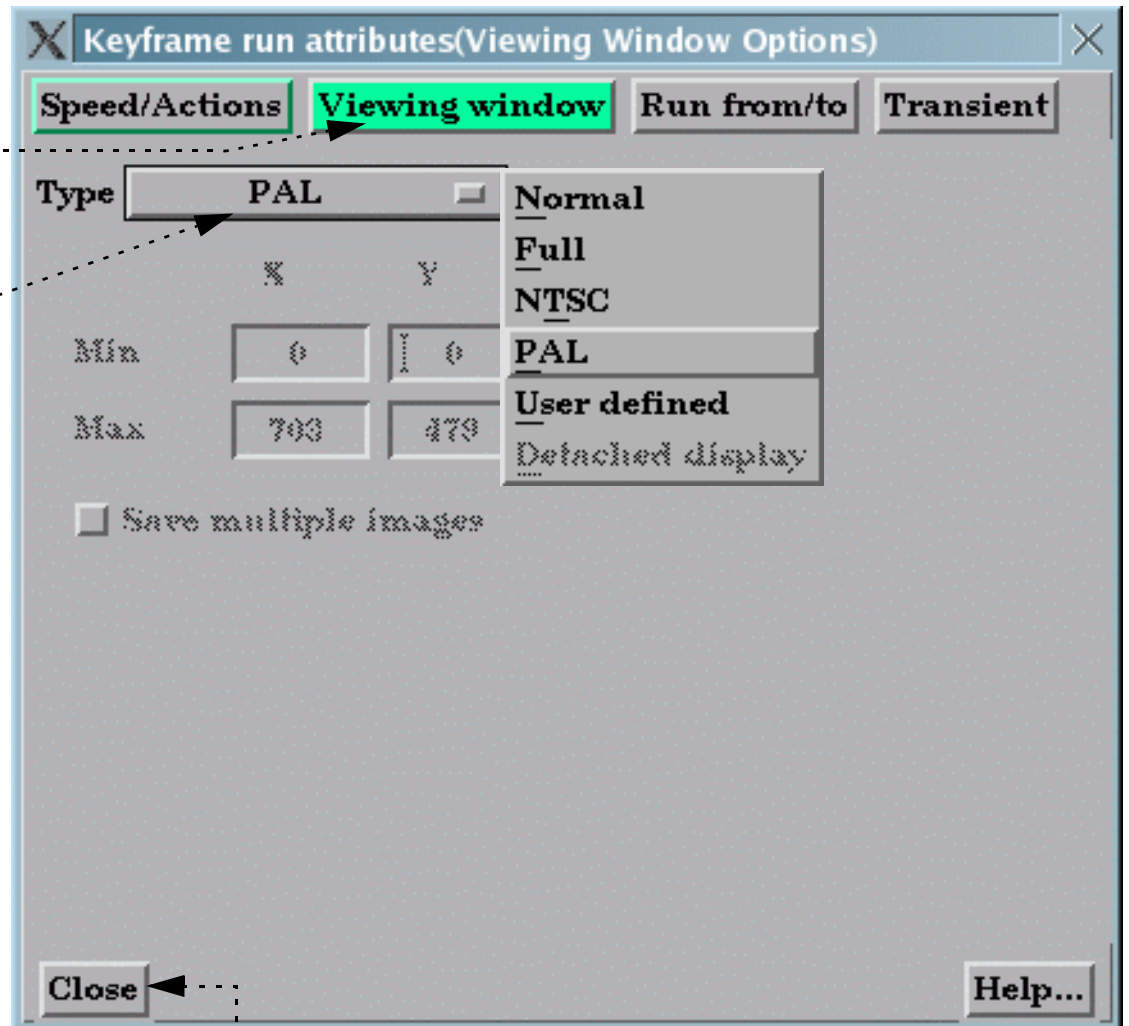 Keyframe run attributes(Viewing Window Options)
Speed/Actions Viewing window Run from/to Transient
Type PAL
Normal
Full
NTSC
PAL
User defined
Detached display
X Y
Min 0 0
Max 703 479
Save multiple images
Close Help...